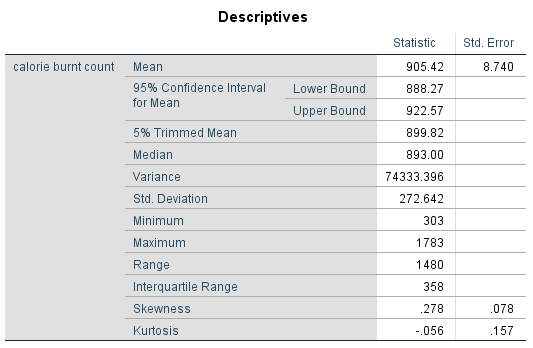 Descriptives
Statistic Std. Error
calorie burnt count Mean 905.42 8.740
95% Confidence Interval for Mean Lower Bound 888.27
Upper Bound 922.57
5% Trimmed Mean 899.82
Median 893.00
Variance 74333.396
Std. Deviation 272.642
Minimum 303
Maximum 1783
Range 1480
Interquartile Range 358
Skewness .278 .078
Kurtosis -.056 .157